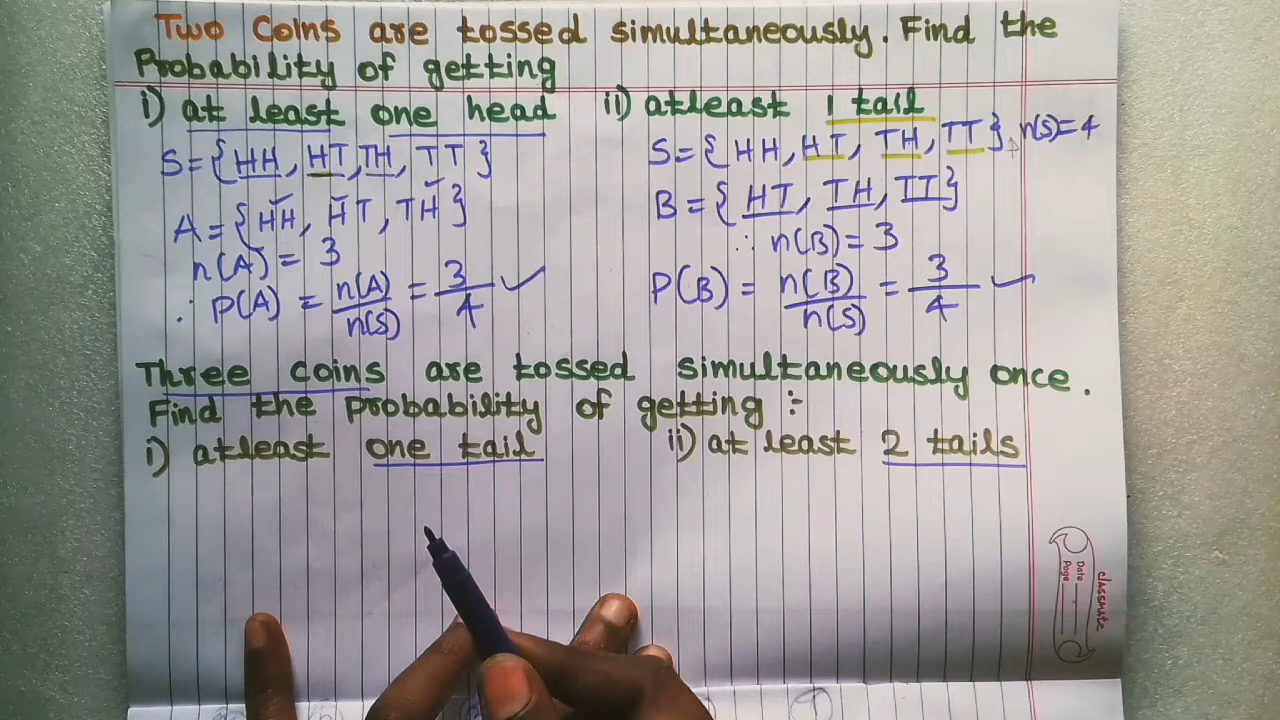 Two Coins are tossed simultaneously. Find the
Probability of getting
i) at least one head
S = {HH, HT, TH, TT}
A = {HH, HT, TH}
n(A) = 3
∴ P(A) = n(A)/n(S) = 3/4 ✓
ii) atleast 1 tail
S = {HH, HT, TH, TT}, n(S) = 4
B = {HT, TH, TT}
∴ n(B) = 3
P(B) = n(B)/n(S) = 3/4 ✓
Three coins are tossed simultaneously once.
Find the probability of getting :-
i) atleast one tail
ii) at least 2 tails
classmate
Date
Page